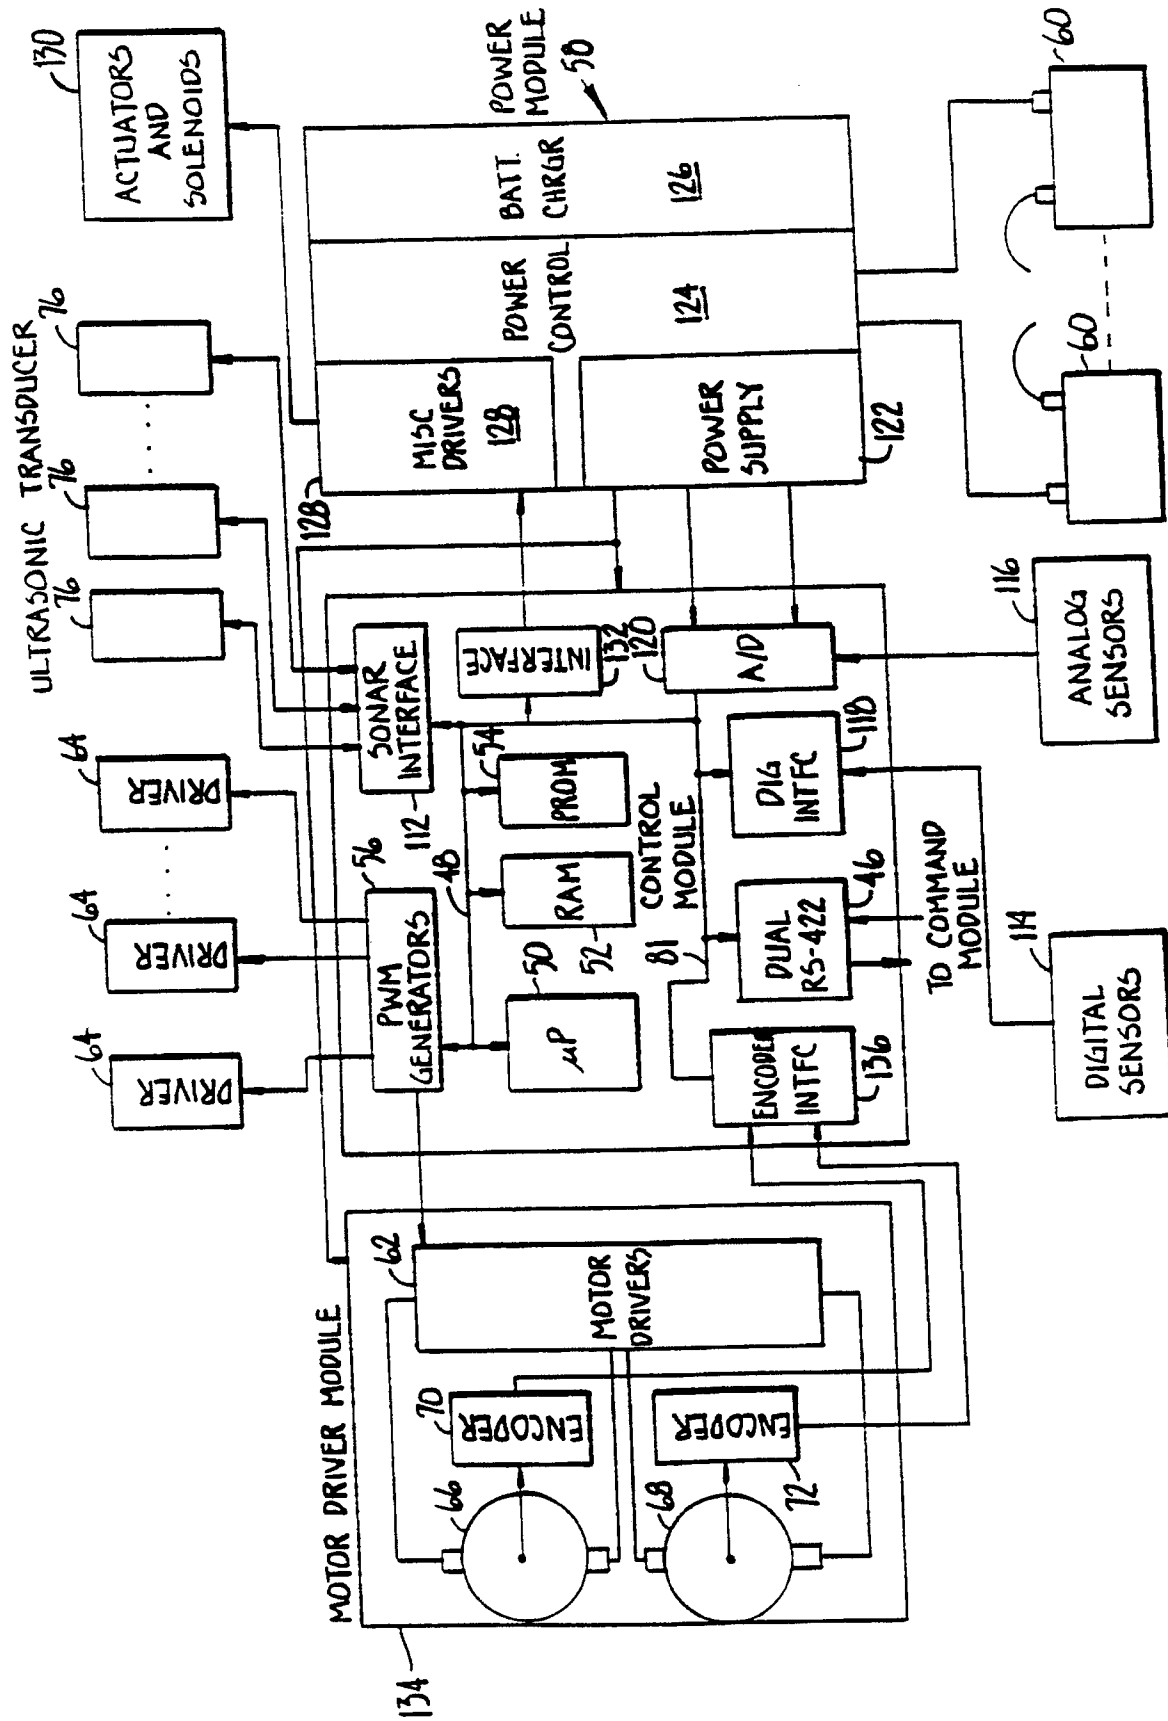 ULTRASONIC TRANSDUCER
130
ACTUATORS
AND
SOLENOIDS
64
DRIVER
64
DRIVER
64
DRIVER
76
76
76
MOTOR DRIVER MODULE
134
66
70
ENCODER
68
72
ENCODER
62
MOTOR
DRIVERS
56
PWM
GENERATORS
112
SONAR
INTERFACE
48
50
µP
52
RAM
54
PROM
INTERFACE
132
CONTROL
MODULE
81
120
A/D
ENCODER
INTFC
136
DUAL
RS-422
46
DIG
INTFC
118
TO COMMAND
MODULE
114
DIGITAL
SENSORS
116
ANALOG
SENSORS
POWER
MODULE
58
128
MISC
DRIVERS
128
POWER
SUPPLY
122
POWER
CONTROL
124
BATT.
CHRGR
126
60
60